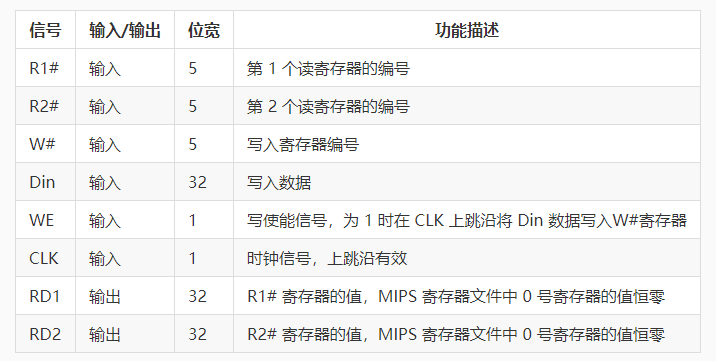 信号 输入/输出 位宽 功能描述
R1# 输入 5 第 1 个读寄存器的编号
R2# 输入 5 第 2 个读寄存器的编号
W# 输入 5 写入寄存器编号
Din 输入 32 写入数据
WE 输入 1 写使能信号，为 1 时在 CLK 上跳沿将 Din 数据写入W#寄存器
CLK 输入 1 时钟信号，上跳沿有效
RD1 输出 32 R1# 寄存器的值，MIPS 寄存器文件中 0 号寄存器的值恒零
RD2 输出 32 R2# 寄存器的值，MIPS 寄存器文件中 0 号寄存器的值恒零